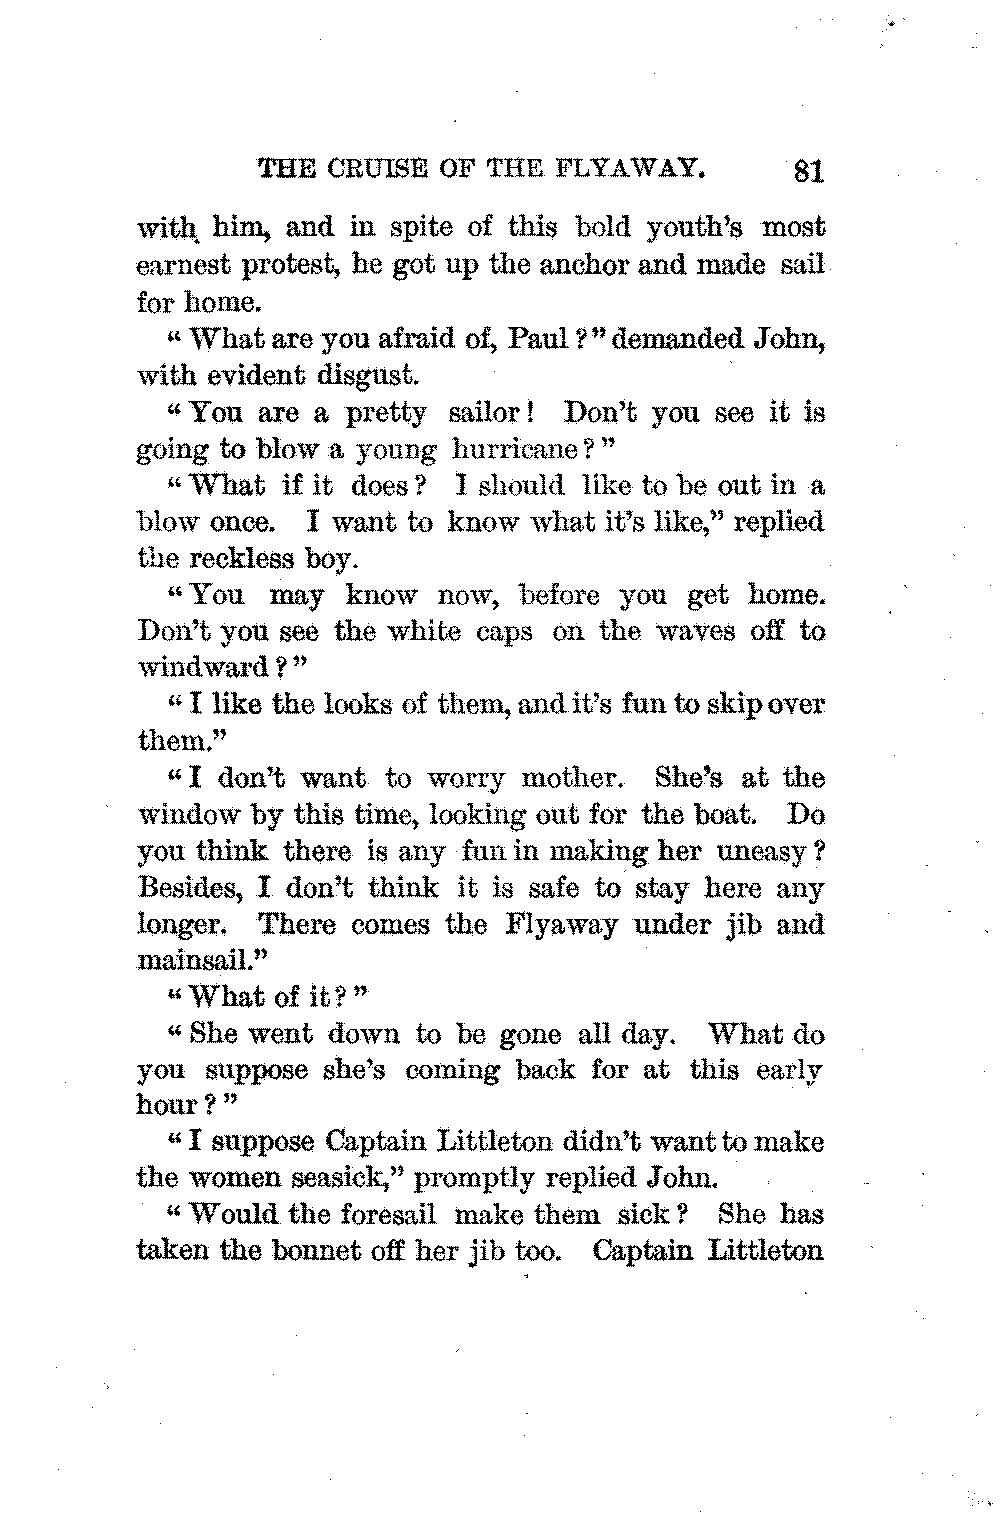 THE CRUISE OF THE FLYAWAY. 81
with him, and in spite of this bold youth's most
earnest protest, he got up the anchor and made sail
for home.
"What are you afraid of, Paul?" demanded John,
with evident disgust.
"You are a pretty sailor! Don't you see it is
going to blow a young hurricane?"
"What if it does? I should like to be out in a
blow once. I want to know what it's like," replied
the reckless boy.
"You may know now, before you get home.
Don't you see the white caps on the waves off to
windward?"
"I like the looks of them, and it's fun to skip over
them."
"I don't want to worry mother. She's at the
window by this time, looking out for the boat. Do
you think there is any fun in making her uneasy?
Besides, I don't think it is safe to stay here any
longer. There comes the Flyaway under jib and
mainsail."
"What of it?"
"She went down to be gone all day. What do
you suppose she's coming back for at this early
hour?"
"I suppose Captain Littleton didn't want to make
the women seasick," promptly replied John.
"Would the foresail make them sick? She has
taken the bonnet off her jib too. Captain Littleton